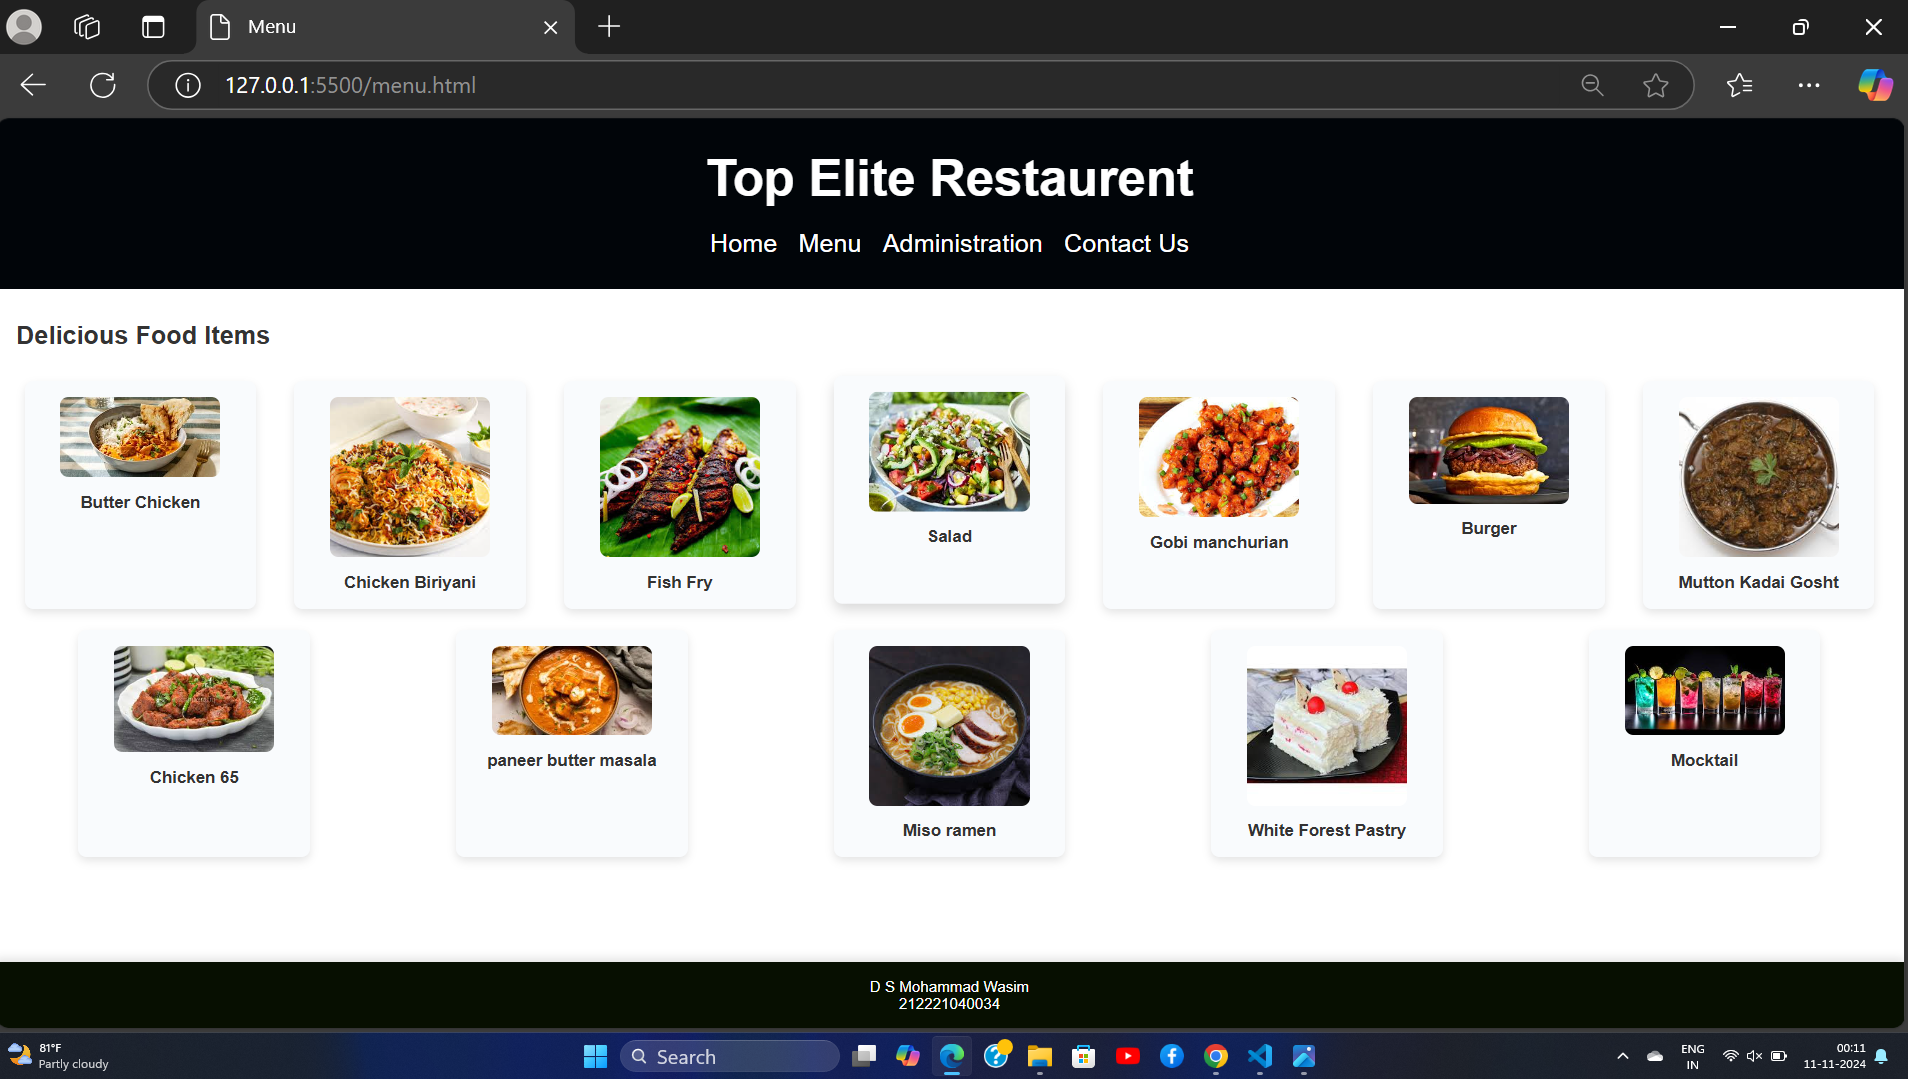 Menu
127.0.0.1:5500/menu.html
Top Elite Restaurent
Home Menu Administration Contact Us
Delicious Food Items
Butter Chicken
Chicken Biriyani
Fish Fry
Salad
Gobi manchurian
Burger
Mutton Kadai Gosht
Chicken 65
paneer butter masala
Miso ramen
White Forest Pastry
Mocktail
D S Mohammad Wasim
212221040034
81°F
Partly cloudy
Search
ENG
IN
00:11
11-11-2024